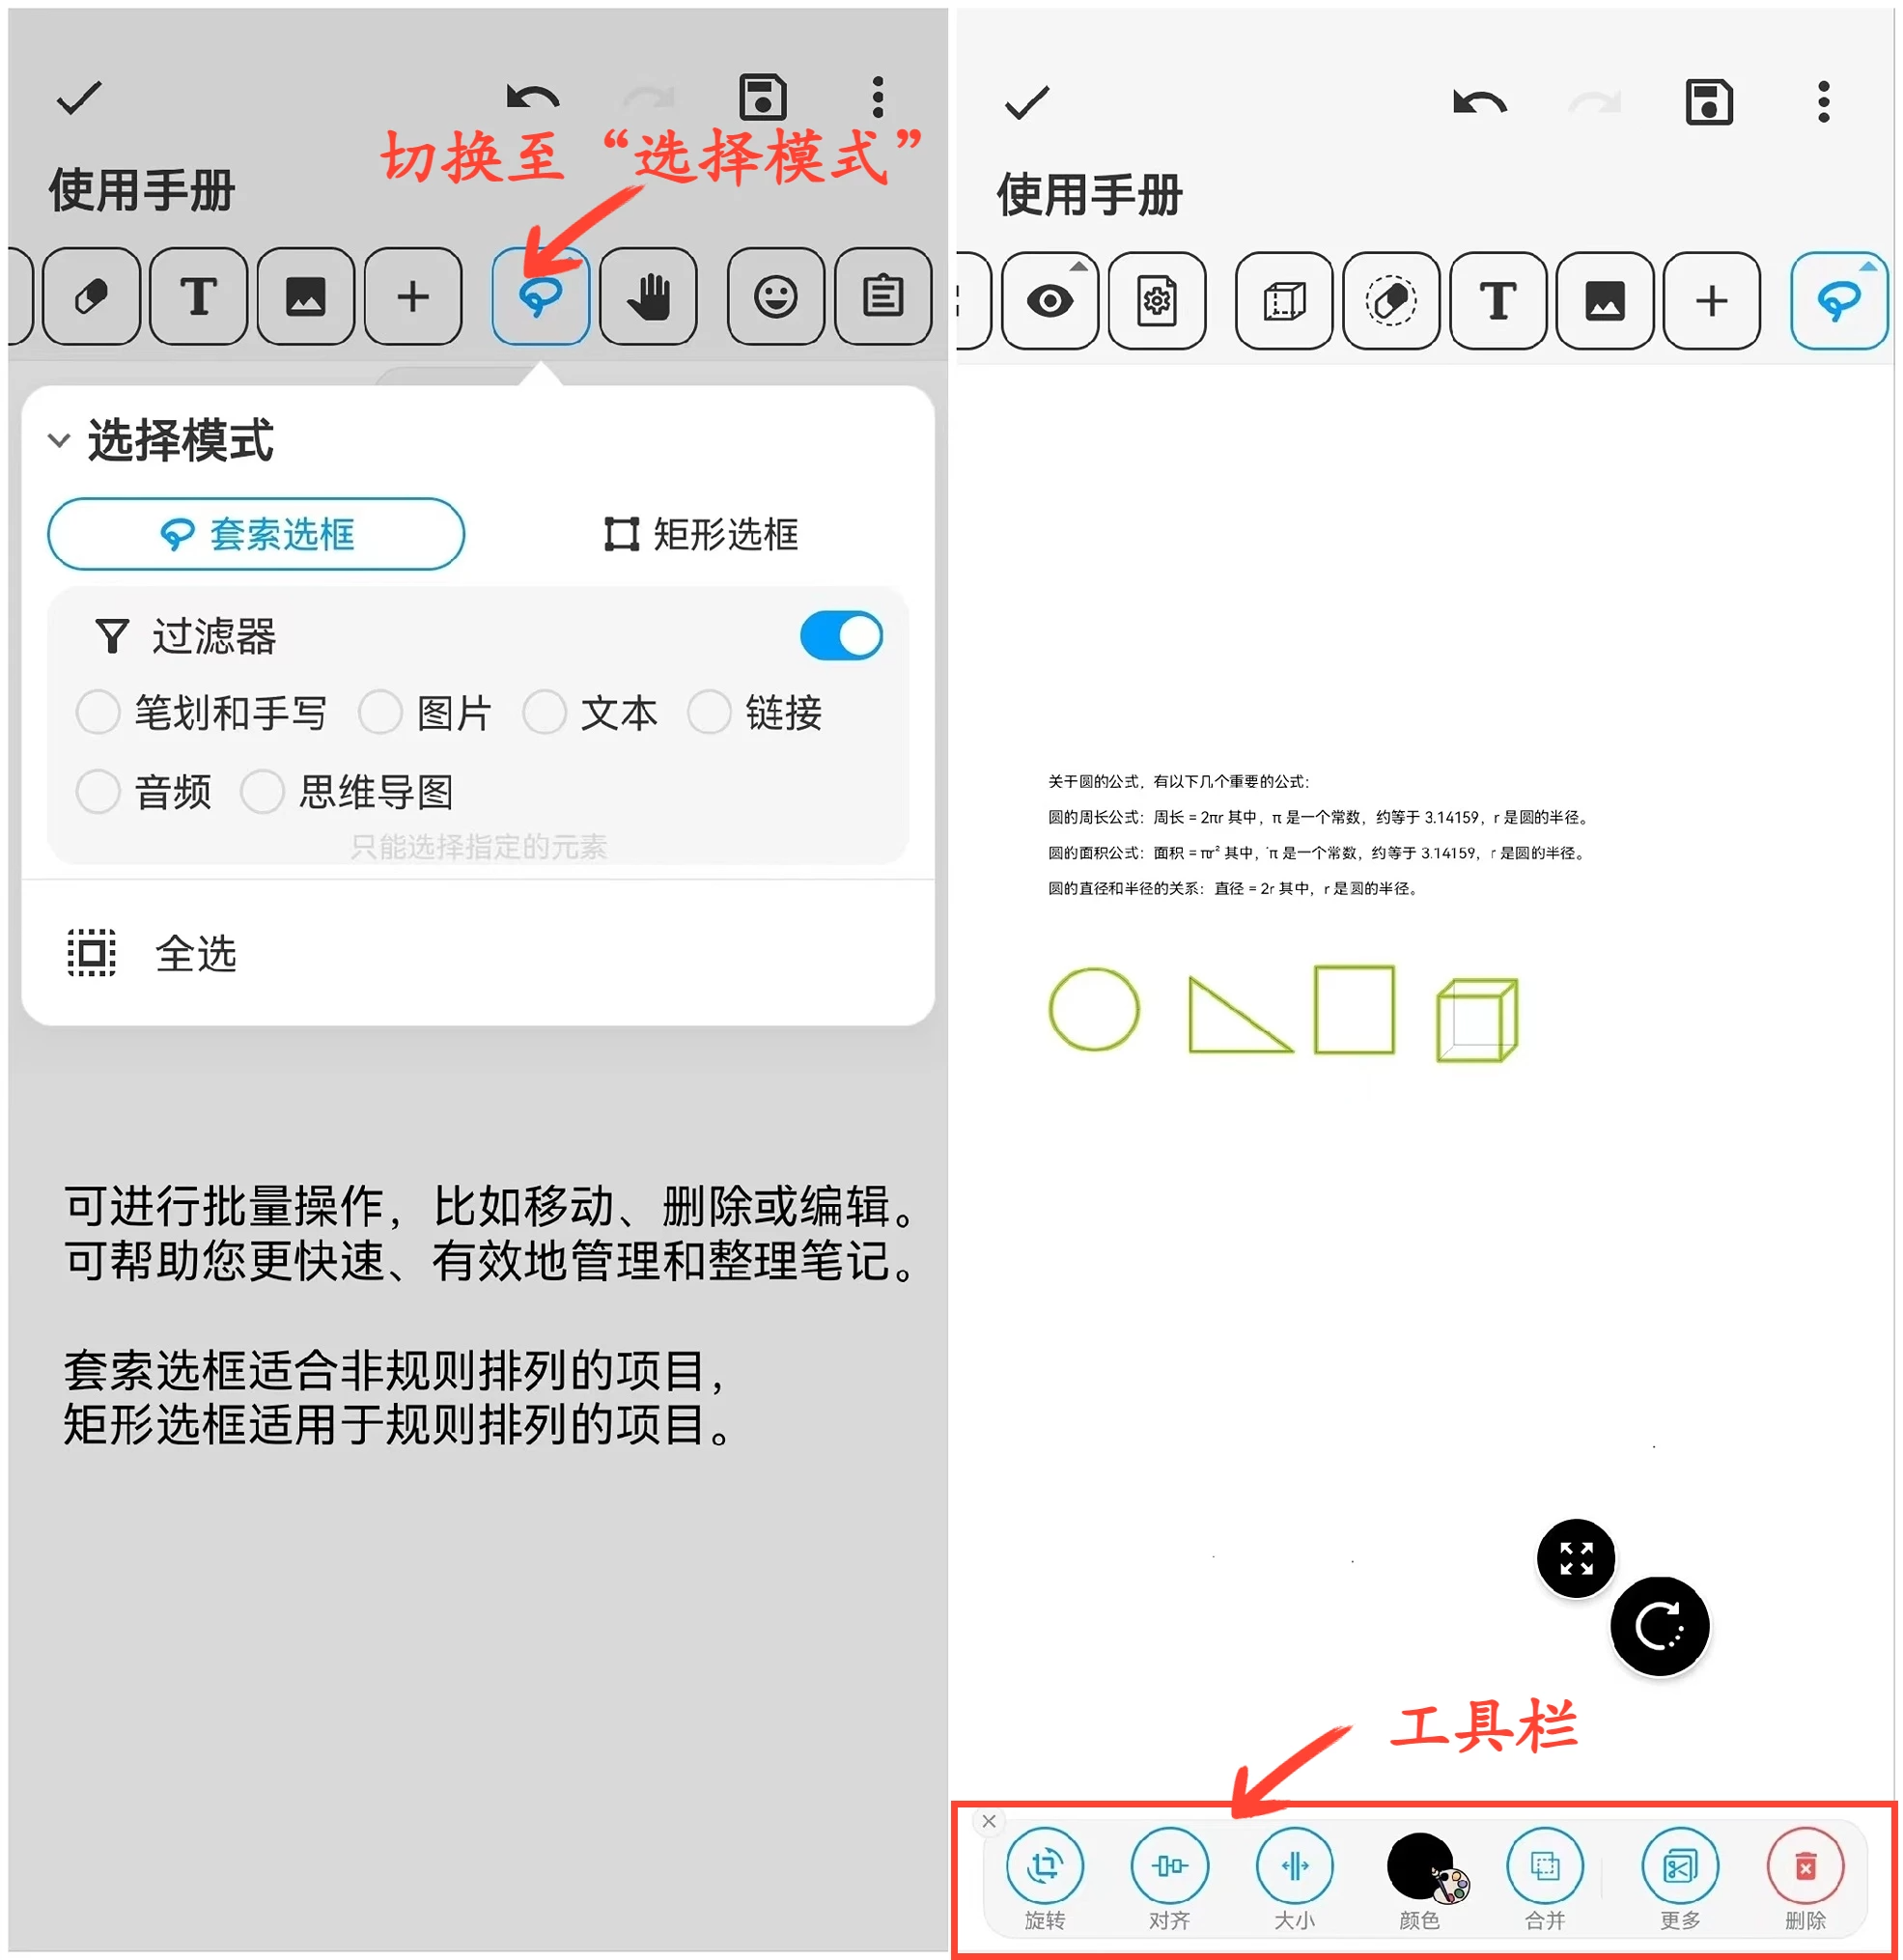 切换至“选择模式”
使用手册
T
选择模式
套索选框 矩形选框
过滤器
笔划和手写 图片 文本 链接
音频 思维导图
只能选择指定的元素
全选
可进行批量操作，比如移动、删除或编辑。
可帮助您更快速、有效地管理和整理笔记。
套索选框适合非规则排列的项目，
矩形选框适用于规则排列的项目。
使用手册
T
关于圆的公式，有以下几个重要的公式：
圆的周长公式：周长 = 2πr 其中，π 是一个常数，约等于 3.14159，r 是圆的半径。
圆的面积公式：面积 = πr² 其中，π 是一个常数，约等于 3.14159，r 是圆的半径。
圆的直径和半径的关系：直径 = 2r 其中，r 是圆的半径。
工具栏
旋转 对齐 大小 颜色 合并 更多 删除